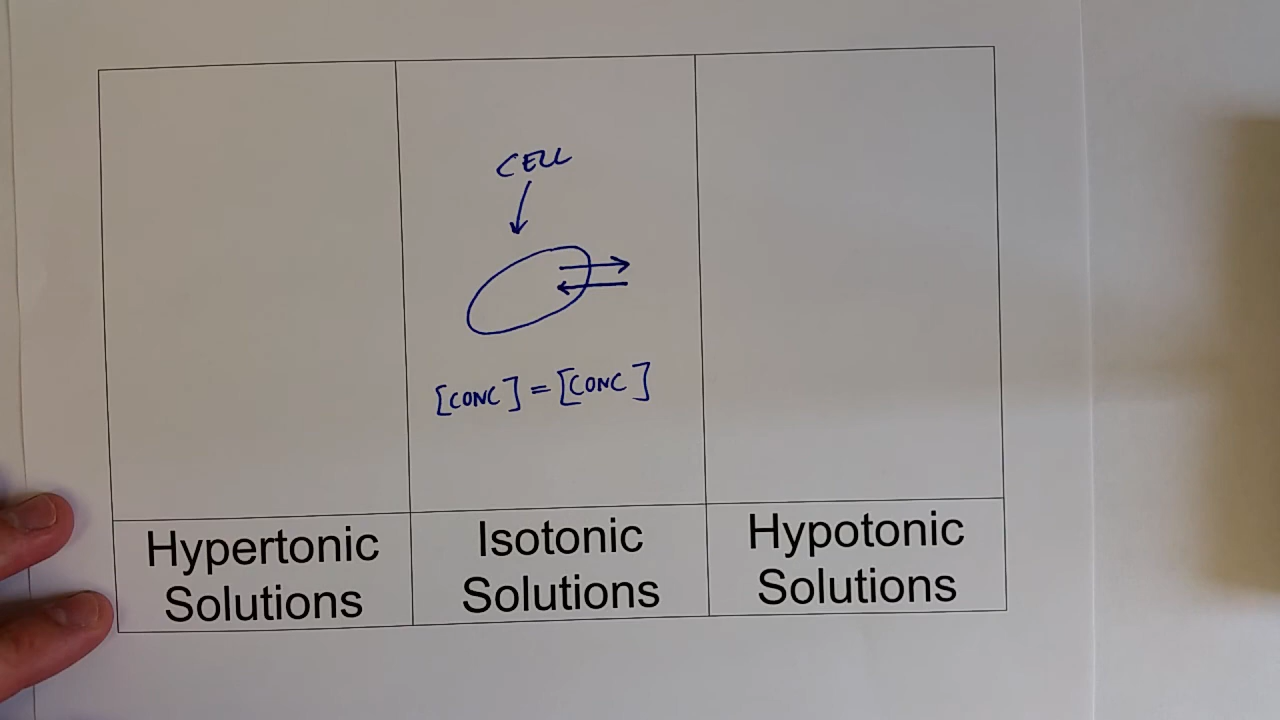 CELL
[CONC] = [CONC]
Hypertonic
Solutions
Isotonic
Solutions
Hypotonic
Solutions